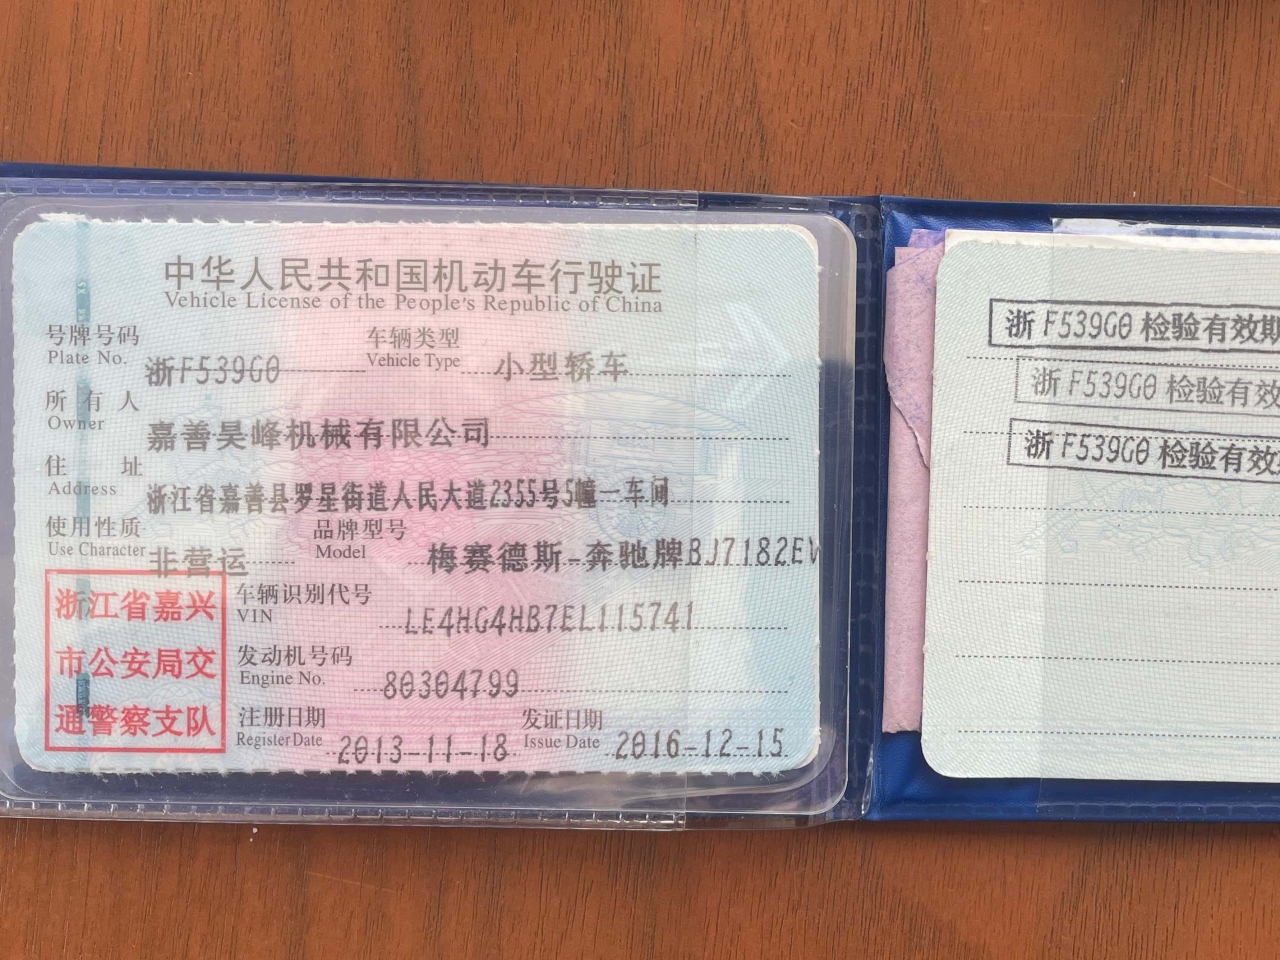 中华人民共和国机动车行驶证
Vehicle License of the People's Republic of China
号牌号码 浙F539G0 车辆类型 小型轿车
Plate No. Vehicle Type
所有人 嘉善昊峰机械有限公司
Owner
住址 浙江省嘉善县罗星街道人民大道2355号5幢一车间
Address
使用性质 非营运 品牌型号 梅赛德斯-奔驰牌BJ7182EV
Use Character Model
浙江省嘉兴
市公安局交
通警察支队
车辆识别代号 LE4HG4HB7EL115741
VIN
发动机号码 80304799
Engine No.
注册日期 2013-11-18 发证日期 2016-12-15
Register Date Issue Date
浙F539G0检验有效期
浙F539G0检验有效
浙F539G0检验有效